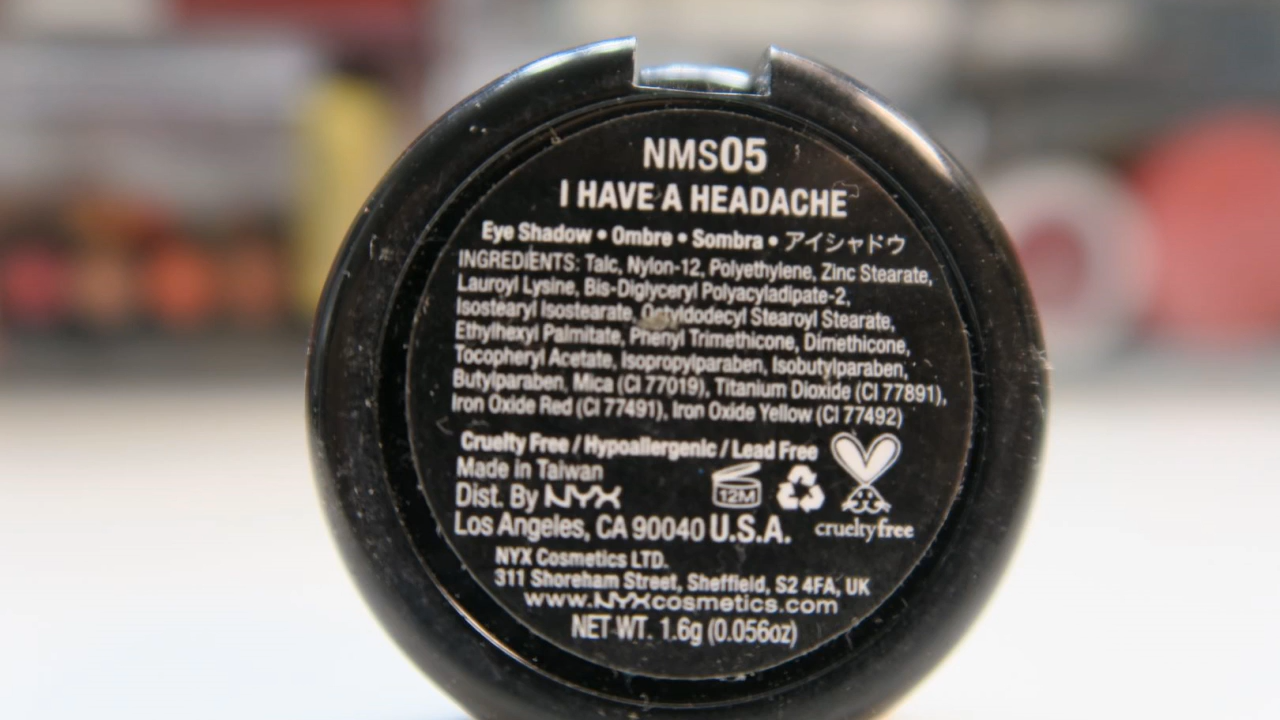 NMS05
I HAVE A HEADACHE
Eye Shadow • Ombre • Sombra • アイシャドウ
INGREDIENTS: Talc, Nylon-12, Polyethylene, Zinc Stearate,
Lauroyl Lysine, Bis-Diglyceryl Polyacyladipate-2,
Isostearyl Isostearate, Octyldodecyl Stearoyl Stearate,
Ethylhexyl Palmitate, Phenyl Trimethicone, Dimethicone,
Tocopheryl Acetate, Isopropylparaben, Isobutylparaben,
Butylparaben, Mica (CI 77019), Titanium Dioxide (CI 77891),
Iron Oxide Red (CI 77491), Iron Oxide Yellow (CI 77492)
Cruelty Free / Hypoallergenic / Lead Free
Made in Taiwan
Dist. By NYX
12M
Los Angeles, CA 90040 U.S.A.
crueltyfree
NYX Cosmetics LTD.
311 Shoreham Street, Sheffield, S2 4FA, UK
www.NYXcosmetics.com
NET WT. 1.6g (0.056oz)